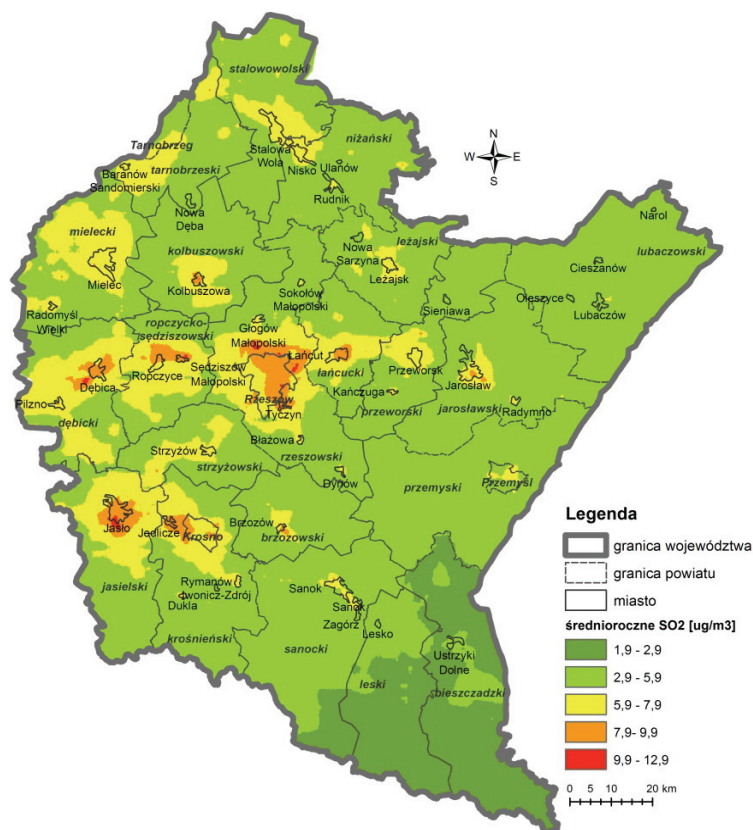 stalowowolski
N
W E
S
Tarnobrzeg
tarnobrzeski
niżański
Stalowa
Wola
Nisko
Ulanów
Rudnik
Baranów
Sandomierski
Nowa
Dęba
Narol
mielecki
kolbuszowski
Nowa
Sarzyna
leżajski
lubaczowski
Cieszanów
Mielec
Kolbuszowa
Leżajsk
Sokołów
Małopolski
Sieniawa
Oleszyce
Lubaczów
Radomyśl
Wielki
ropczycko-
sędziszowski
Głogów
Małopolski
Łańcut
łańcucki
Przeworsk
Dębica
Ropczyce
Sędziszów
Małopolski
Rzeszów
Kańczuga
Jarosław
Pilzno
dębicki
Tyczyn
przeworski
jarosławski
Radymno
Błażowa
rzeszowski
Strzyżów
strzyżowski
Dynów
przemyski
Przemyśl
Jasło
Jedlicze
Krosno
Brzozów
brzozowski
jasielski
Rymanów
Iwonicz-Zdrój
Dukla
krośnieński
Sanok
Sanok
Zagórz
Lesko
sanocki
leski
Ustrzyki
Dolne
bieszczadzki
Legenda
granica województwa
granica powiatu
miasto
średnioroczne SO2 [ug/m3]
1,9 - 2,9
2,9 - 5,9
5,9 - 7,9
7,9- 9,9
9,9 - 12,9
0 5 10 20 km